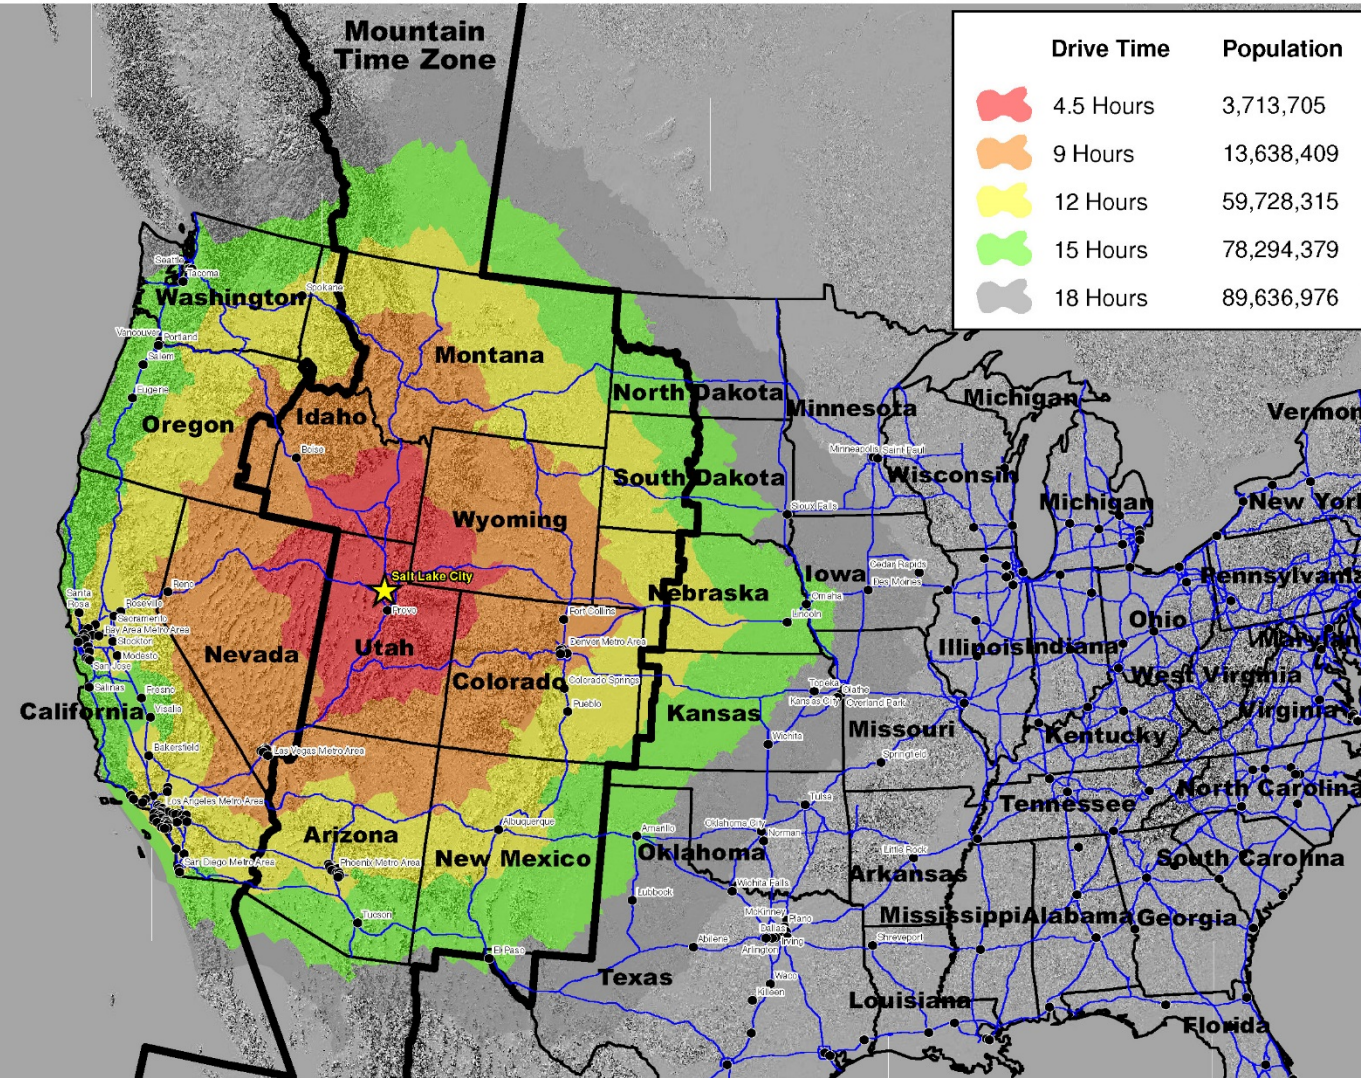 Mountain
Time Zone
Drive Time Population
4.5 Hours 3,713,705
9 Hours 13,638,409
12 Hours 59,728,315
15 Hours 78,294,379
18 Hours 89,636,976
Seattle
Tacoma
Washington
Spokane
Vancouver
Portland
Salem
Eugene
Oregon
Idaho
Boise
Montana
North Dakota
South Dakota
Minnesota
Minneapolis
Saint Paul
Sioux Falls
Wisconsin
Michigan
Michigan
Vermon
New York
Wyoming
Salt Lake City
Provo
Utah
Nevada
Reno
Santa
Rosa
Roseville
Sacramento
Bay Area Metro Area
Stockton
Modesto
San Jose
Salinas
Fresno
Visalia
California
Bakersfield
Las Vegas Metro Area
Los Angeles Metro Area
San Diego Metro Area
Fort Collins
Denver Metro Area
Colorado
Colorado Springs
Pueblo
Nebraska
Iowa
Cedar Rapids
Des Moines
Omaha
Lincoln
Kansas
Topeka
Kansas City
Olathe
Overland Park
Wichita
Missouri
Springfield
Illinois
Indiana
Ohio
Pennsylvania
Maryland
West Virginia
Virginia
Kentucky
Tennessee
North Carolina
South Carolina
Arizona
Phoenix Metro Area
Tucson
Albuquerque
New Mexico
El Paso
Amarillo
Lubbock
Oklahoma
Oklahoma City
Norman
Tulsa
Little Rock
Arkansas
Wichita Falls
McKinney
Plano
Dallas
Irving
Arlington
Abilene
Waco
Killeen
Texas
Shreveport
Louisiana
Mississippi
Alabama
Georgia
Florida